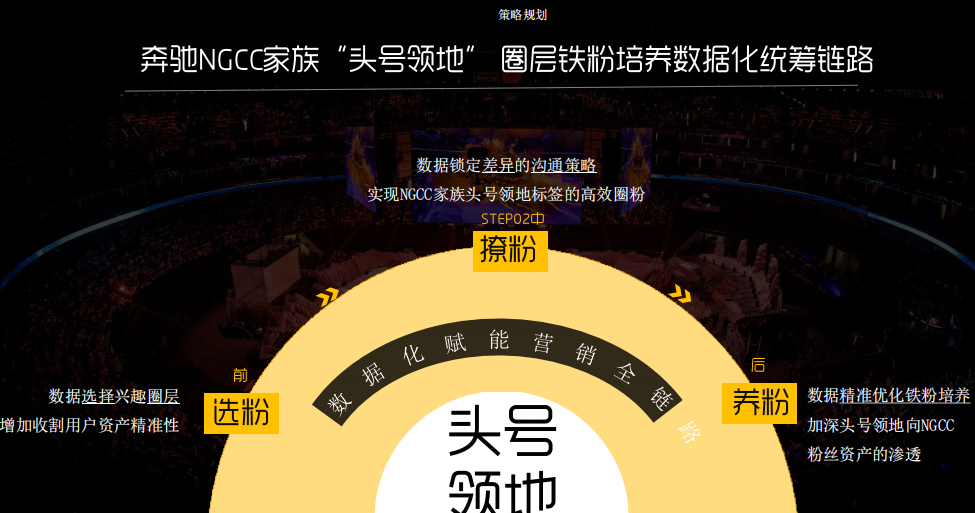 策略规划
奔驰NGCC家族“头号领地” 圈层铁粉培养数据化统筹链路
数据锁定差异的沟通策略
实现NGCC家族头号领地标签的高效圈粉
STEP02中
撩粉
数据化赋能营销全链路
前
选粉
数据选择兴趣圈层
增加收割用户资产精准性
后
养粉
数据精准优化铁粉培养
加深头号领地向NGCC
粉丝资产的渗透
头号
领地